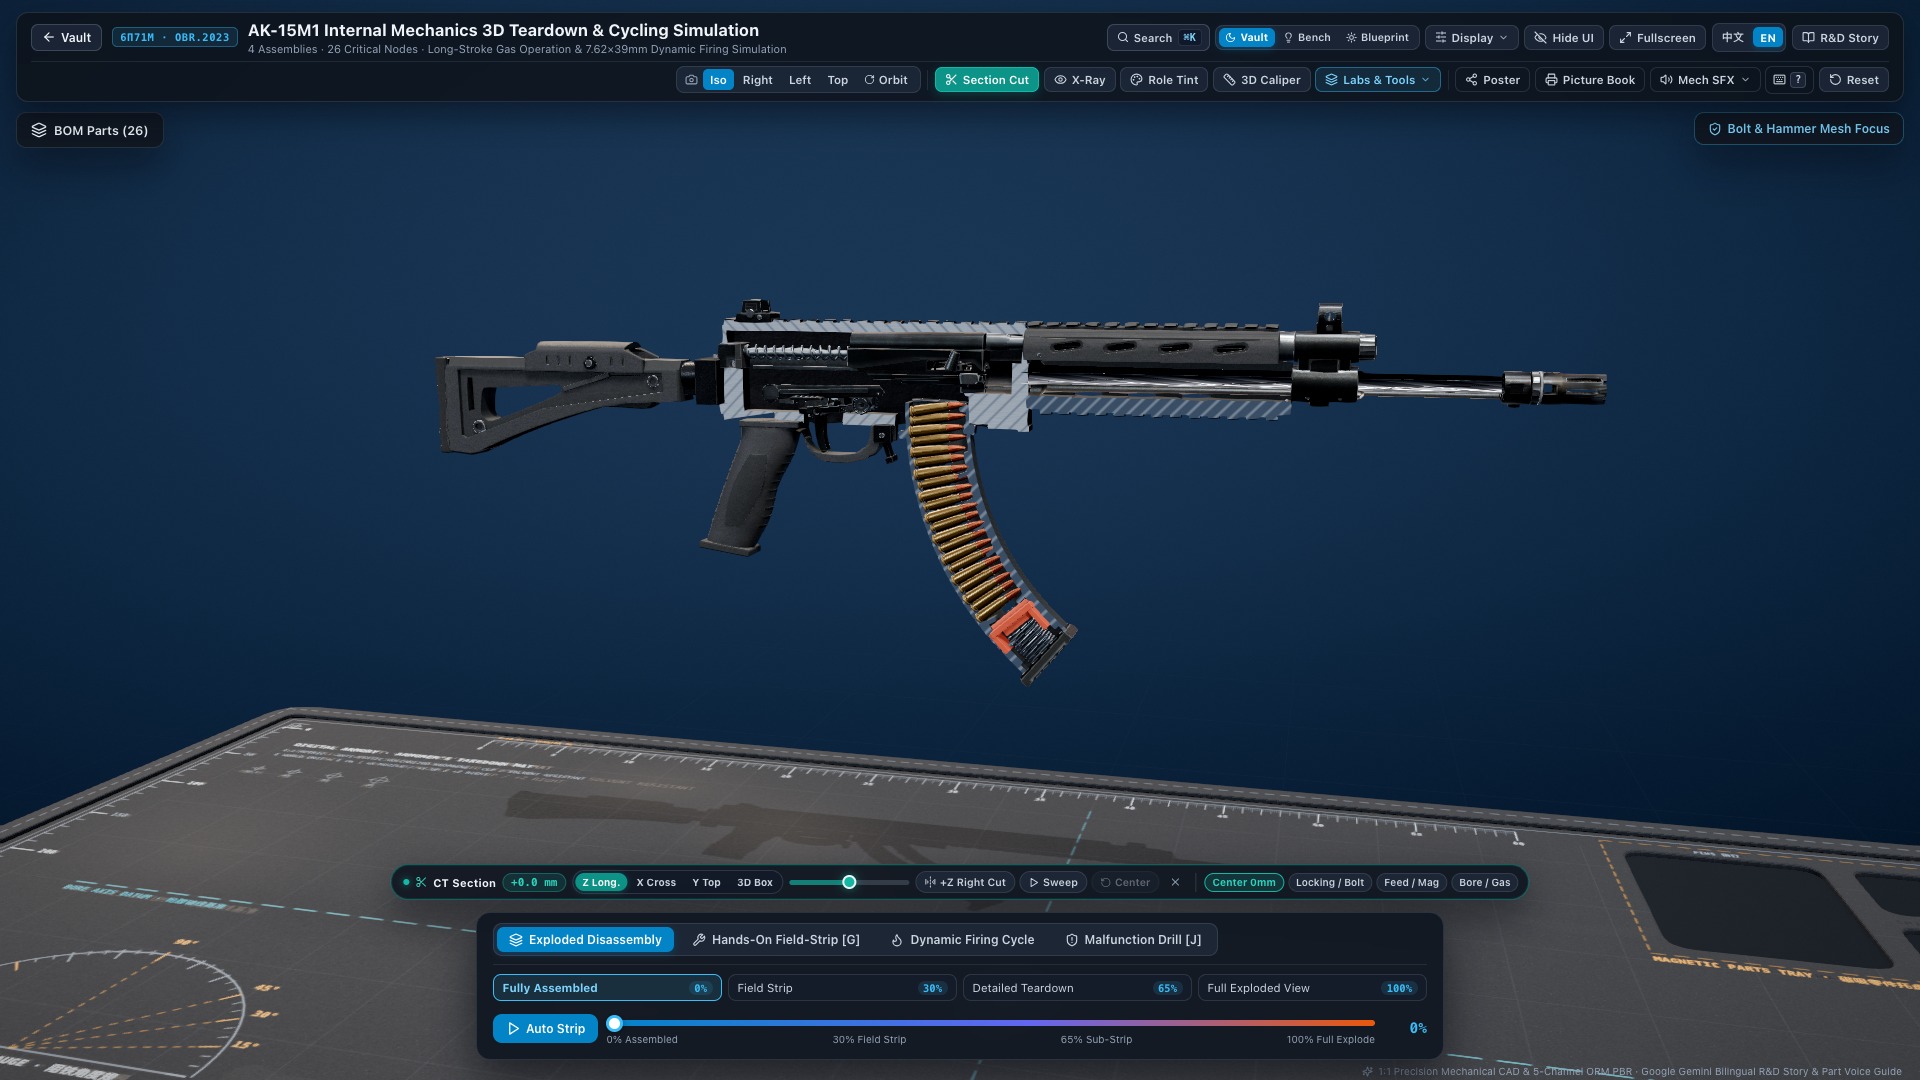 Vault
6П71M · OBR.2023
AK-15M1 Internal Mechanics 3D Teardown & Cycling Simulation
4 Assemblies · 26 Critical Nodes · Long-Stroke Gas Operation & 7.62×39mm Dynamic Firing Simulation
Search ⌘K
Vault Bench Blueprint
Display
Hide UI
Fullscreen
中文 EN
R&D Story
Iso Right Left Top Orbit
Section Cut
X-Ray
Role Tint
3D Caliper
Labs & Tools
Poster
Picture Book
Mech SFX
?
Reset
BOM Parts (26)
Bolt & Hammer Mesh Focus
CT Section +0.0 mm Z Long. X Cross Y Top 3D Box +Z Right Cut Sweep Center × Center 0mm Locking / Bolt Feed / Mag Bore / Gas
90°
45°
30°
15°
MAGNETIC PARTS TRAY ·
Exploded Disassembly
Hands-On Field-Strip [G]
Dynamic Firing Cycle
Malfunction Drill [J]
Fully Assembled 0%
Field Strip 30%
Detailed Teardown 65%
Full Exploded View 100%
Auto Strip
0%
0% Assembled
30% Field Strip
65% Sub-Strip
100% Full Explode
1:1 Precision Mechanical CAD & 5-Channel ORM PBR · Google Gemini Bilingual R&D Story & Part Voice Guide